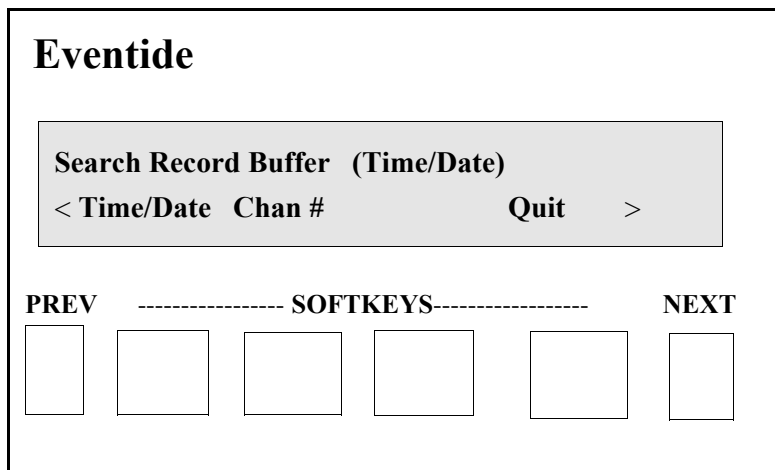 Eventide
Search Record Buffer (Time/Date)
< Time/Date Chan # Quit >
PREV ----------------- SOFTKEYS------------------ NEXT